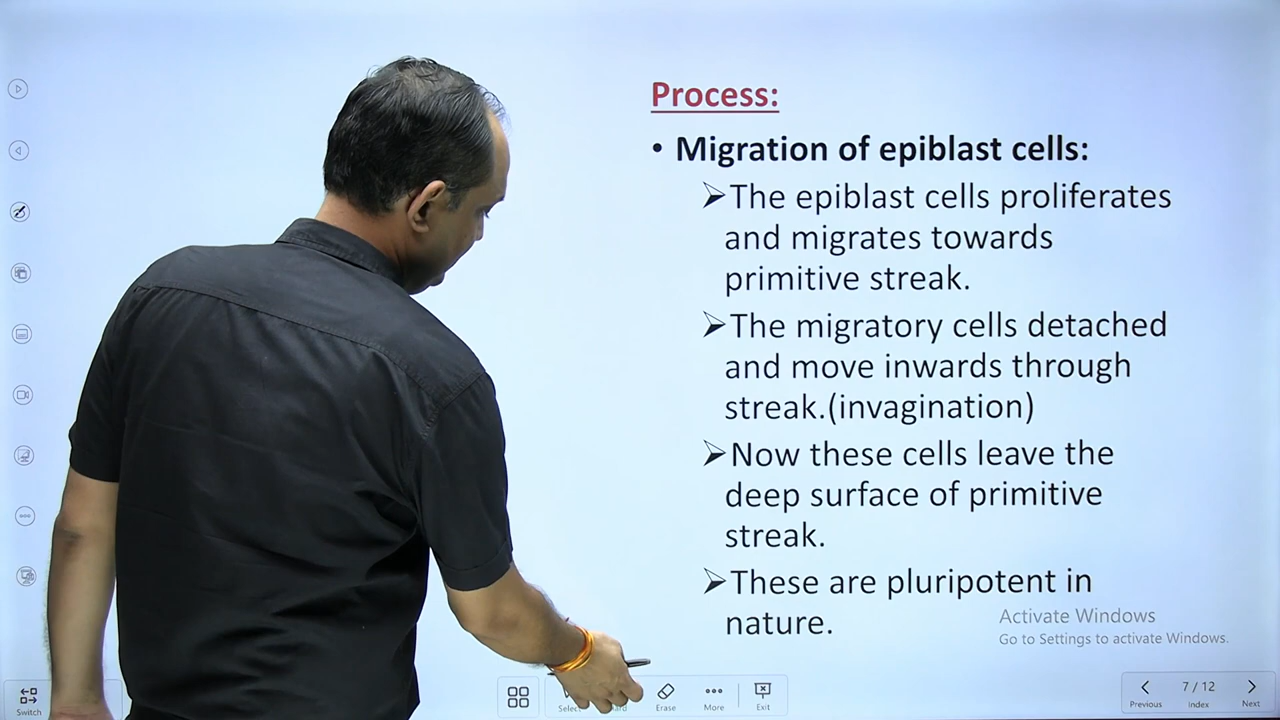 Process:
• Migration of epiblast cells:
➢The epiblast cells proliferates
and migrates towards
primitive streak.
➢The migratory cells detached
and move inwards through
streak.(invagination)
➢Now these cells leave the
deep surface of primitive
streak.
➢These are pluripotent in
nature.
Activate Windows
Go to Settings to activate Windows.
Switch
Erase
More
Exit
Previous
7 / 12
Index
Next